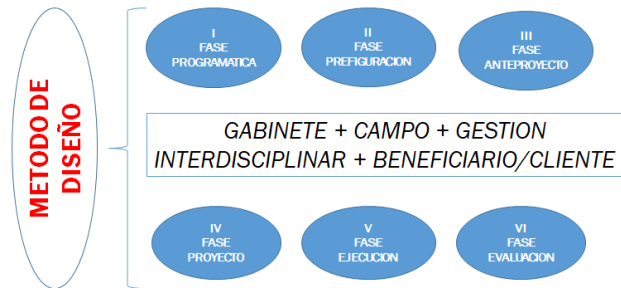 METODO DE
DISEÑO
I
FASE
PROGRAMATICA
II
FASE
PREFIGURACION
III
FASE
ANTEPROYECTO
GABINETE + CAMPO + GESTION
INTERDISCIPLINAR + BENEFICIARIO/CLIENTE
IV
FASE
PROYECTO
V
FASE
EJECUCION
VI
FASE
EVALUACION